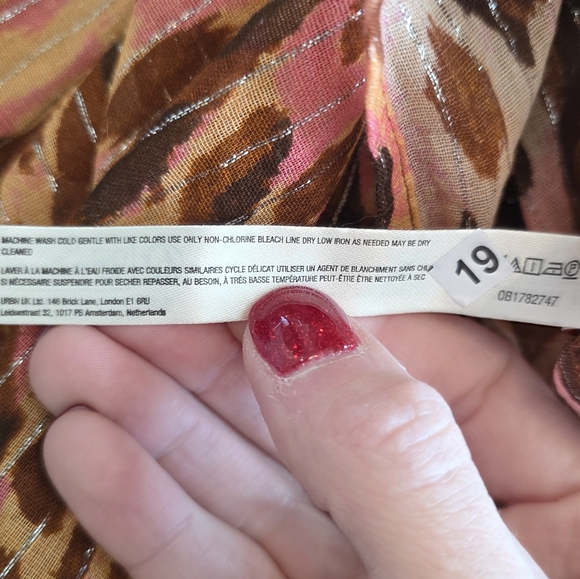 MACHINE WASH COLD GENTLE WITH LIKE COLORS USE ONLY NON-CHLORINE BLEACH LINE DRY LOW IRON AS NEEDED MAY BE DRY
CLEANED
LAVER À LA MACHINE À L'EAU FROIDE AVEC COULEURS SIMILAIRES CYCLE DÉLICAT UTILISER UN AGENT DE BLANCHIMENT SANS
SI NÉCESSAIRE SUSPENDRE POUR SECHER REPASSER, AU BESOIN, À TRÉS BASSE TEMPÉRATURE PEUT-ÊTRE ÊTRE NETTOYÉE À SEC
URBN UK Ltd. 146 Brick Lane, London E1 6RU
Leidsestraat 32, 1017 PB Amsterdam, Netherlands
19
0B1782747